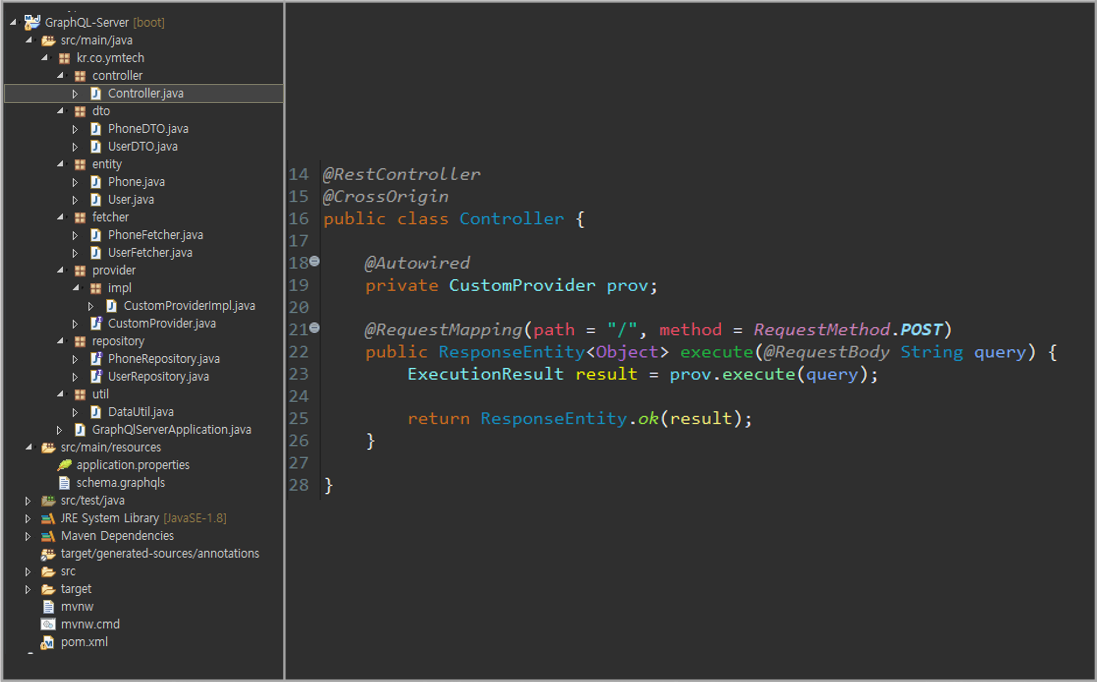 GraphQL-Server [boot]
src/main/java
kr.co.ymtech
controller
Controller.java
dto
PhoneDTO.java
UserDTO.java
entity
Phone.java
User.java
fetcher
PhoneFetcher.java
UserFetcher.java
provider
impl
CustomProviderImpl.java
CustomProvider.java
repository
PhoneRepository.java
UserRepository.java
util
DataUtil.java
GraphQlServerApplication.java
src/main/resources
application.properties
schema.graphqls
src/test/java
JRE System Library [JavaSE-1.8]
Maven Dependencies
target/generated-sources/annotations
src
target
mvnw
mvnw.cmd
pom.xml
14 @RestController
15 @CrossOrigin
16 public class Controller {
17
18     @Autowired
19     private CustomProvider prov;
20
21     @RequestMapping(path = "/", method = RequestMethod.POST)
22     public ResponseEntity<Object> execute(@RequestBody String query) {
23         ExecutionResult result = prov.execute(query);
24
25         return ResponseEntity.ok(result);
26     }
27
28 }